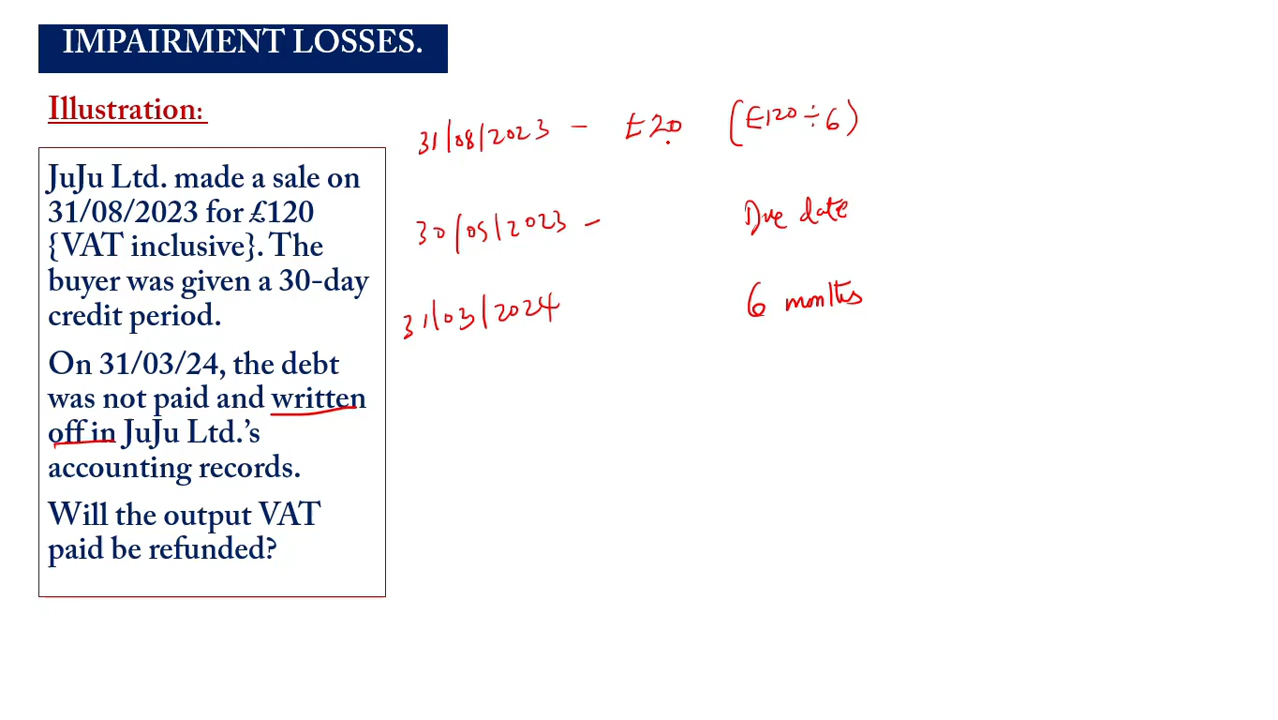 IMPAIRMENT LOSSES.
Illustration:
JuJu Ltd. made a sale on
31/08/2023 for £120
{VAT inclusive}. The
buyer was given a 30-day
credit period.
On 31/03/24, the debt
was not paid and written
off in JuJu Ltd.'s
accounting records.
Will the output VAT
paid be refunded?
31/08/2023 - £20 (£120 ÷ 6)
30/09/2023 - Due date
31/03/2024 6 months